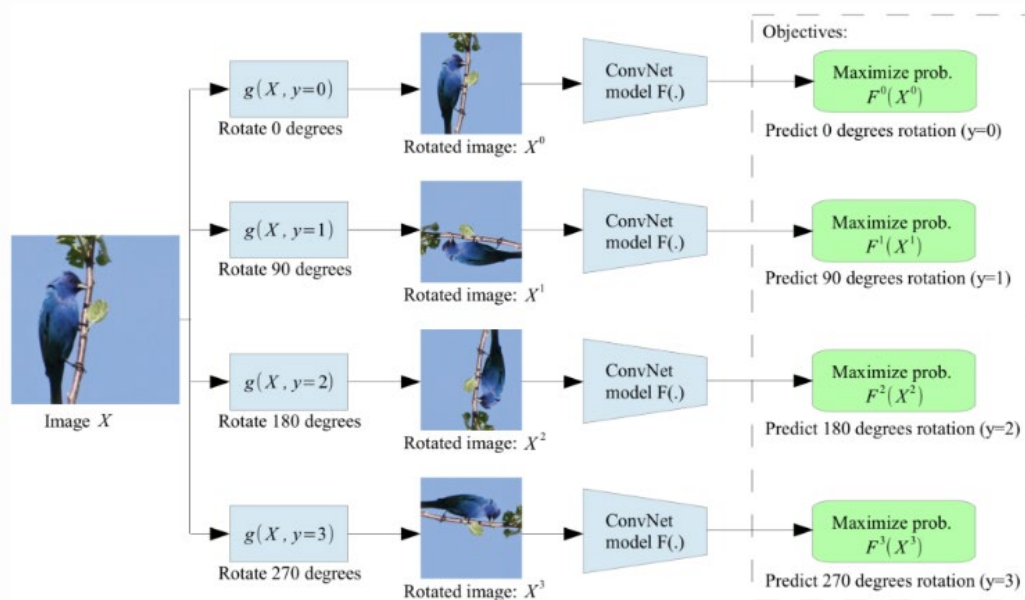 Objectives:
g(X, y=0)
Rotate 0 degrees
Rotated image: X⁰
ConvNet
model F(.)
Maximize prob.
F⁰(X⁰)
Predict 0 degrees rotation (y=0)
g(X, y=1)
Rotate 90 degrees
Rotated image: X¹
ConvNet
model F(.)
Maximize prob.
F¹(X¹)
Predict 90 degrees rotation (y=1)
Image X
g(X, y=2)
Rotate 180 degrees
Rotated image: X²
ConvNet
model F(.)
Maximize prob.
F²(X²)
Predict 180 degrees rotation (y=2)
g(X, y=3)
Rotate 270 degrees
Rotated image: X³
ConvNet
model F(.)
Maximize prob.
F³(X³)
Predict 270 degrees rotation (y=3)